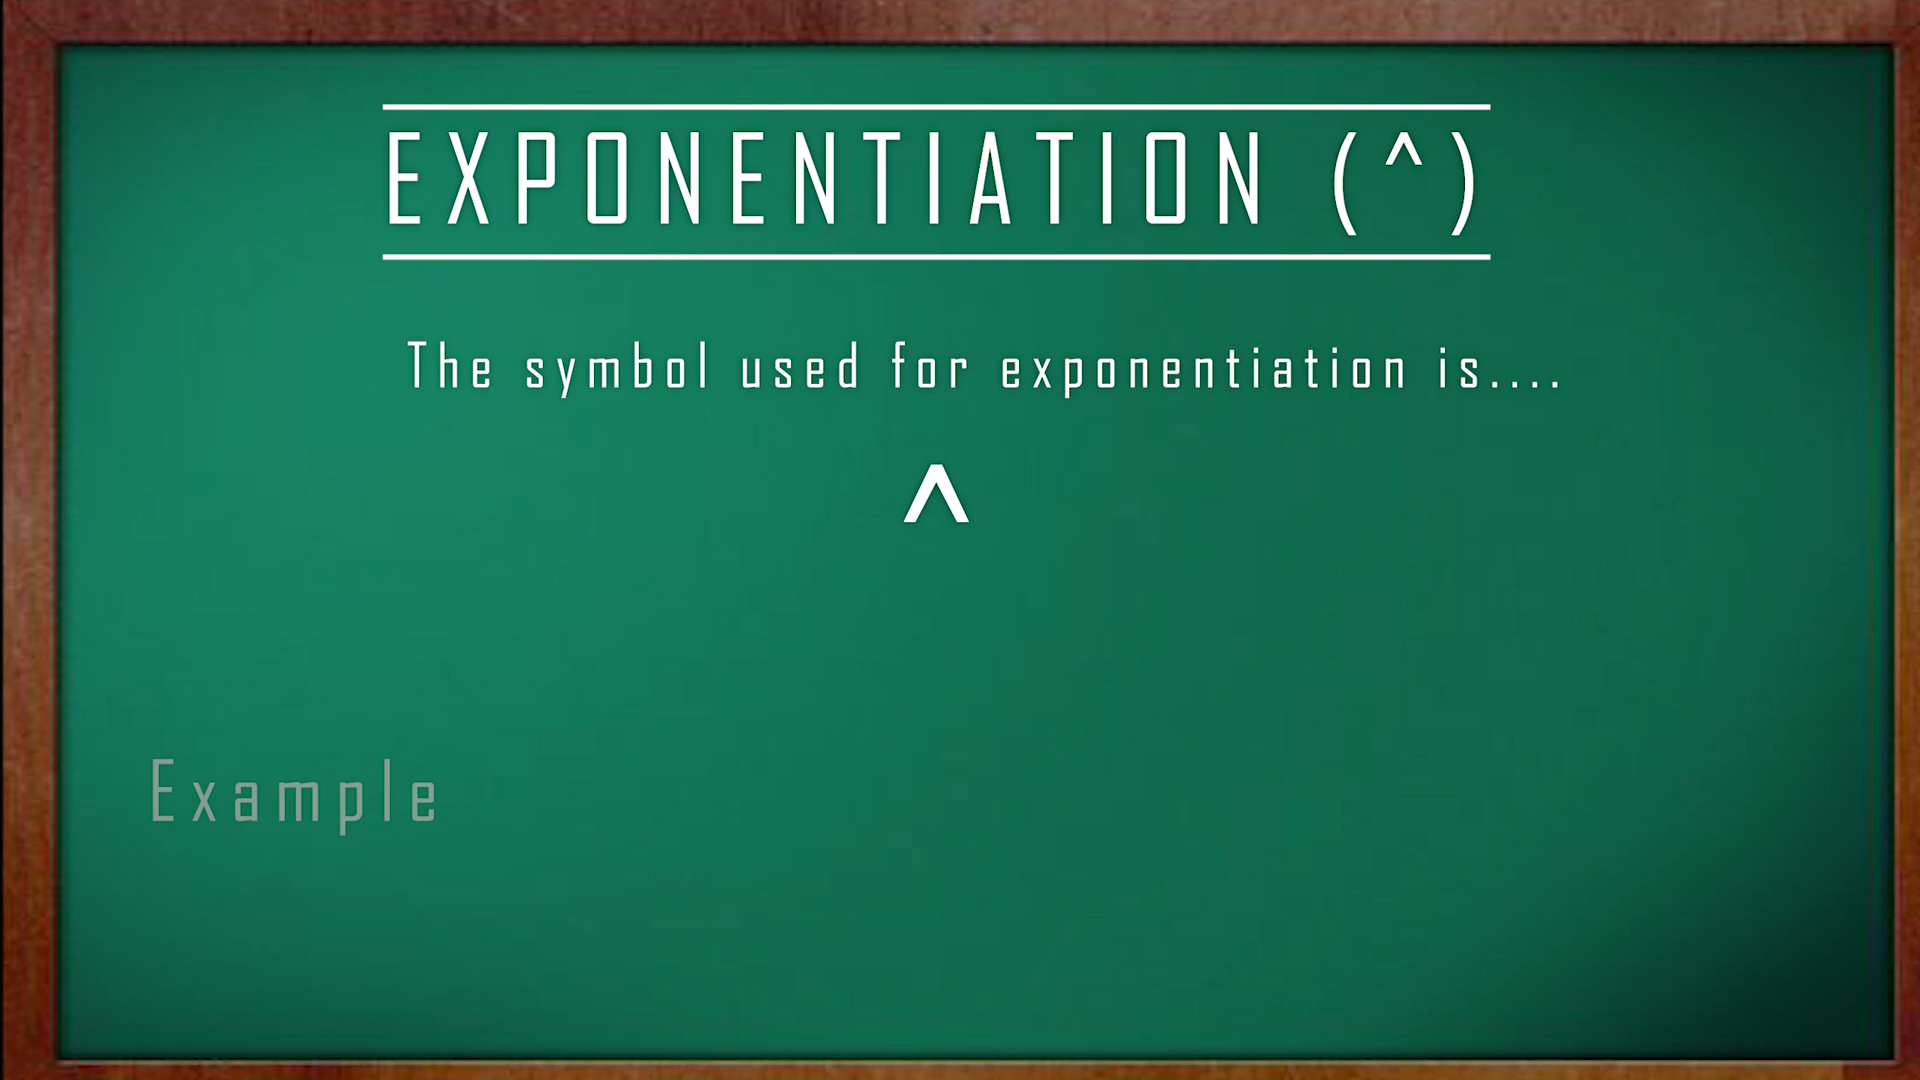 EXPONENTIATION (^)
The symbol used for exponentiation is....
^
Example